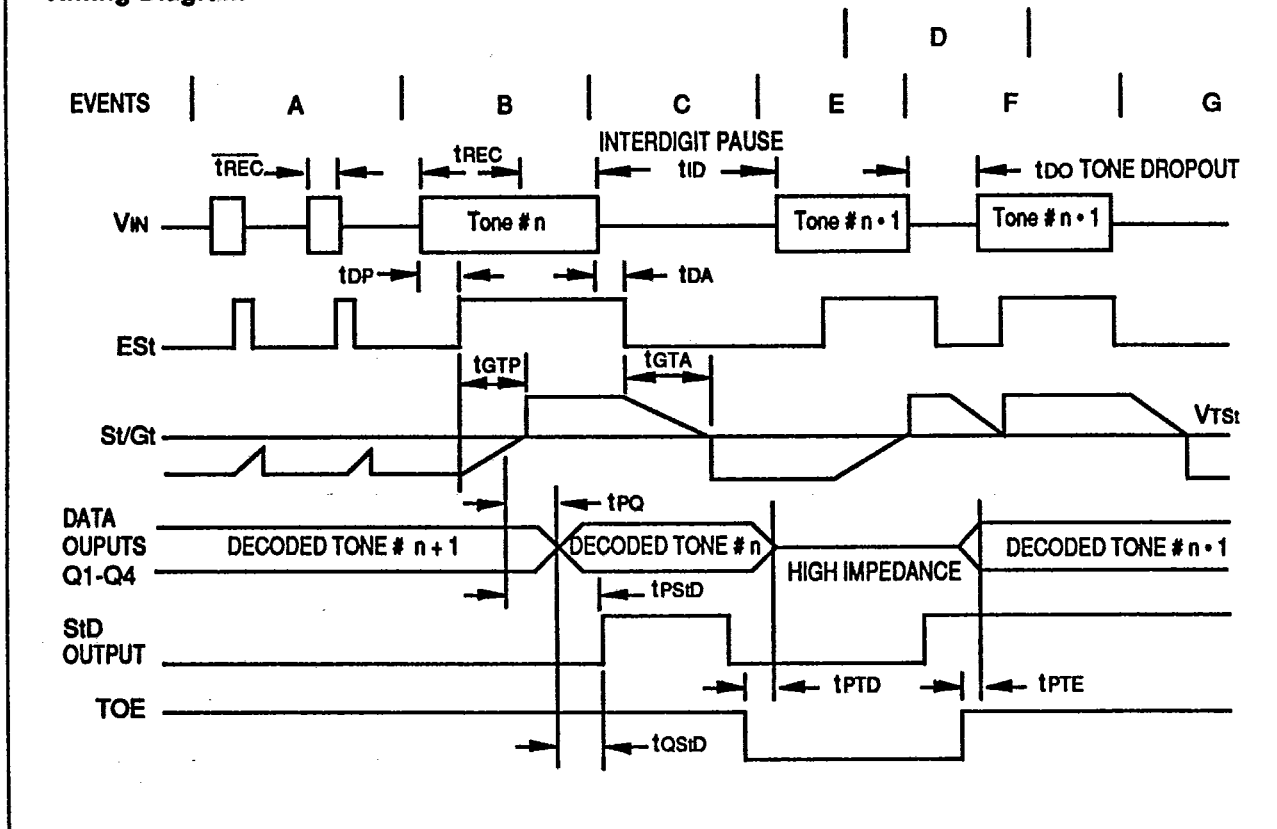 D
EVENTS A B C E F G
INTERDIGIT PAUSE
tREC tREC tID tDO TONE DROPOUT
VIN Tone # n Tone # n • 1 Tone # n • 1
tDP tDA
ESt
tGTP tGTA
St/Gt VTSt
tPQ
DATA
OUPUTS DECODED TONE # n + 1 DECODED TONE # n DECODED TONE # n • 1
Q1-Q4 HIGH IMPEDANCE
tPStD
StD
OUTPUT
tPTD tPTE
TOE
tQStD